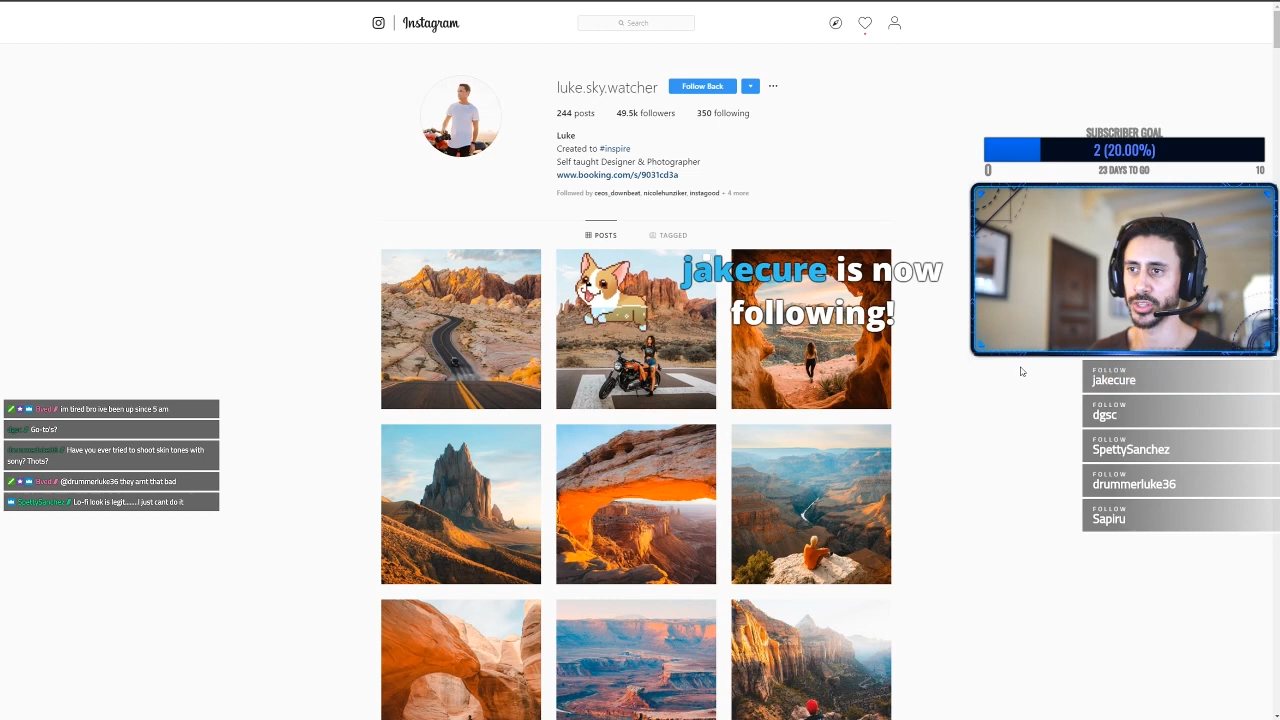 Instagram
Search
luke.sky.watcher
Follow Back
244 posts 49.5k followers 350 following
Luke
Created to #inspire
Self taught Designer & Photographer
www.booking.com/s/9031cd3a
Followed by ceos_downbeat, nicolehunziker, instagood + 4 more
POSTS TAGGED
jakecure is now
following!
SUBSCRIBER GOAL
2 (20.00%)
0 23 DAYS TO GO 10
FOLLOW
jakecure
FOLLOW
dgsc
FOLLOW
SpettySanchez
FOLLOW
drummerluke36
FOLLOW
Sapiru
im tired bro ive been up since 5 am
dgsc: Go-to's?
drummerluke36: Have you ever tried to shoot skin tones with
sony? Thots?
@drummerluke36 they arnt that bad
SpettySanchez: Lo-fi look is legit.......I just cant do it